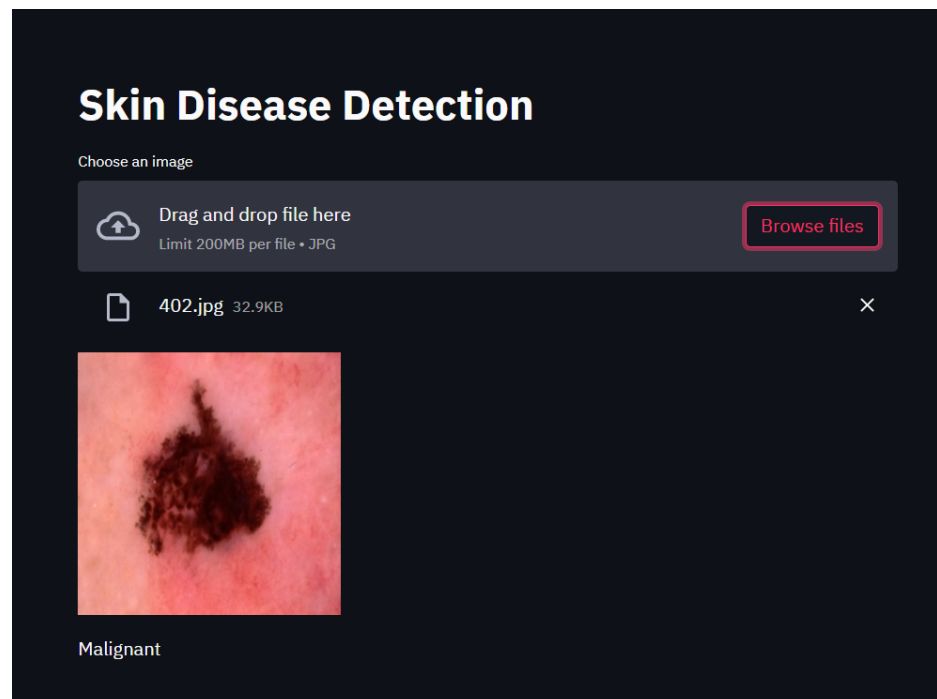 Skin Disease Detection
Choose an image
Drag and drop file here
Browse files
Limit 200MB per file • JPG
402.jpg 32.9KB
Malignant